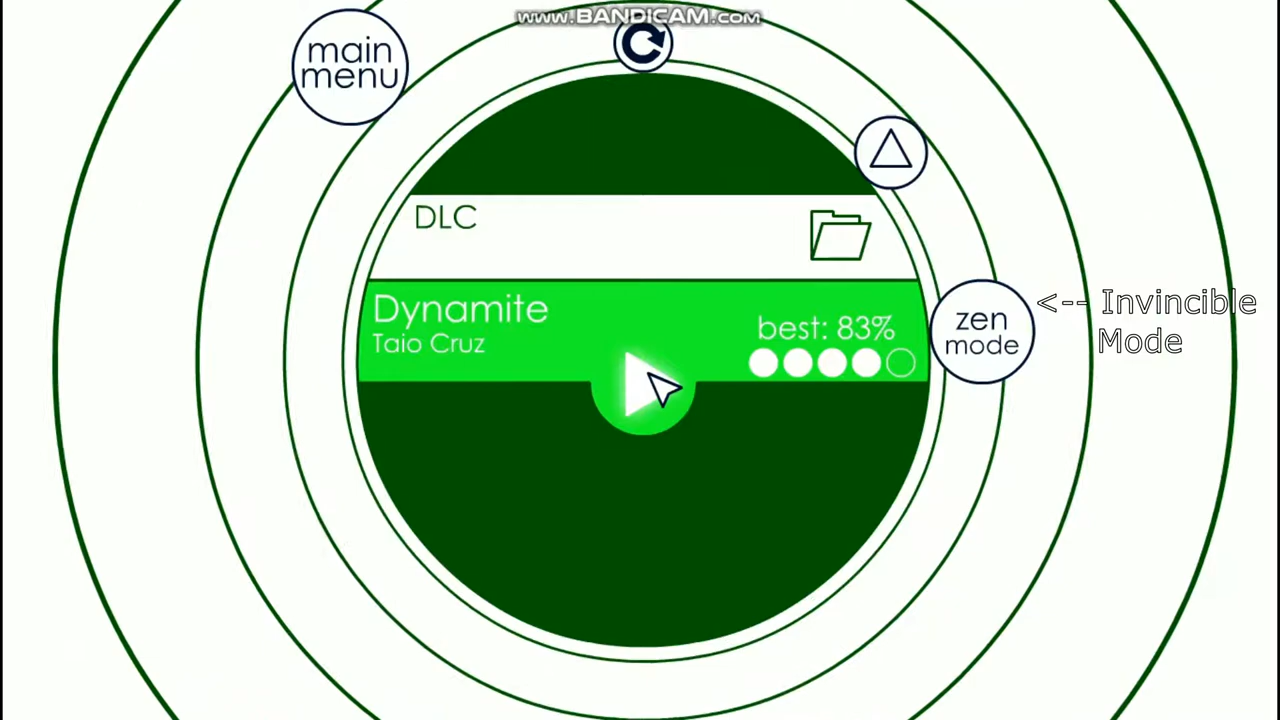 www.BANDICAM.com
main
menu
DLC
Dynamite
Taio Cruz
best: 83%
zen
mode
<-- Invincible
Mode